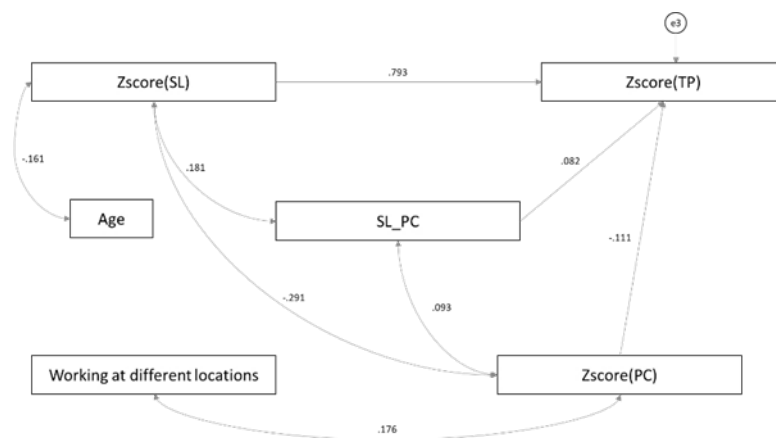 e3
Zscore(SL)
.793
Zscore(TP)
-.161
.181
.082
Age
SL_PC
-.111
-.291
.093
Working at different locations
Zscore(PC)
.176